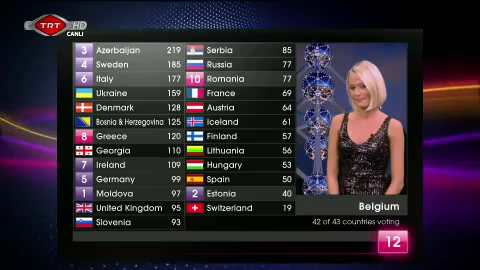 TRT HD
CANLI
3 Azerbaijan 219
4 Sweden 185
6 Italy 177
Ukraine 159
Denmark 128
Bosnia & Herzegovina 125
8 Greece 120
Georgia 110
7 Ireland 109
5 Germany 99
1 Moldova 97
United Kingdom 95
Slovenia 93
Serbia 85
Russia 77
10 Romania 77
France 69
Austria 64
Iceland 61
Finland 57
Lithuania 56
Hungary 53
Spain 50
2 Estonia 40
Switzerland 19
Belgium
42 of 43 countries voting
12